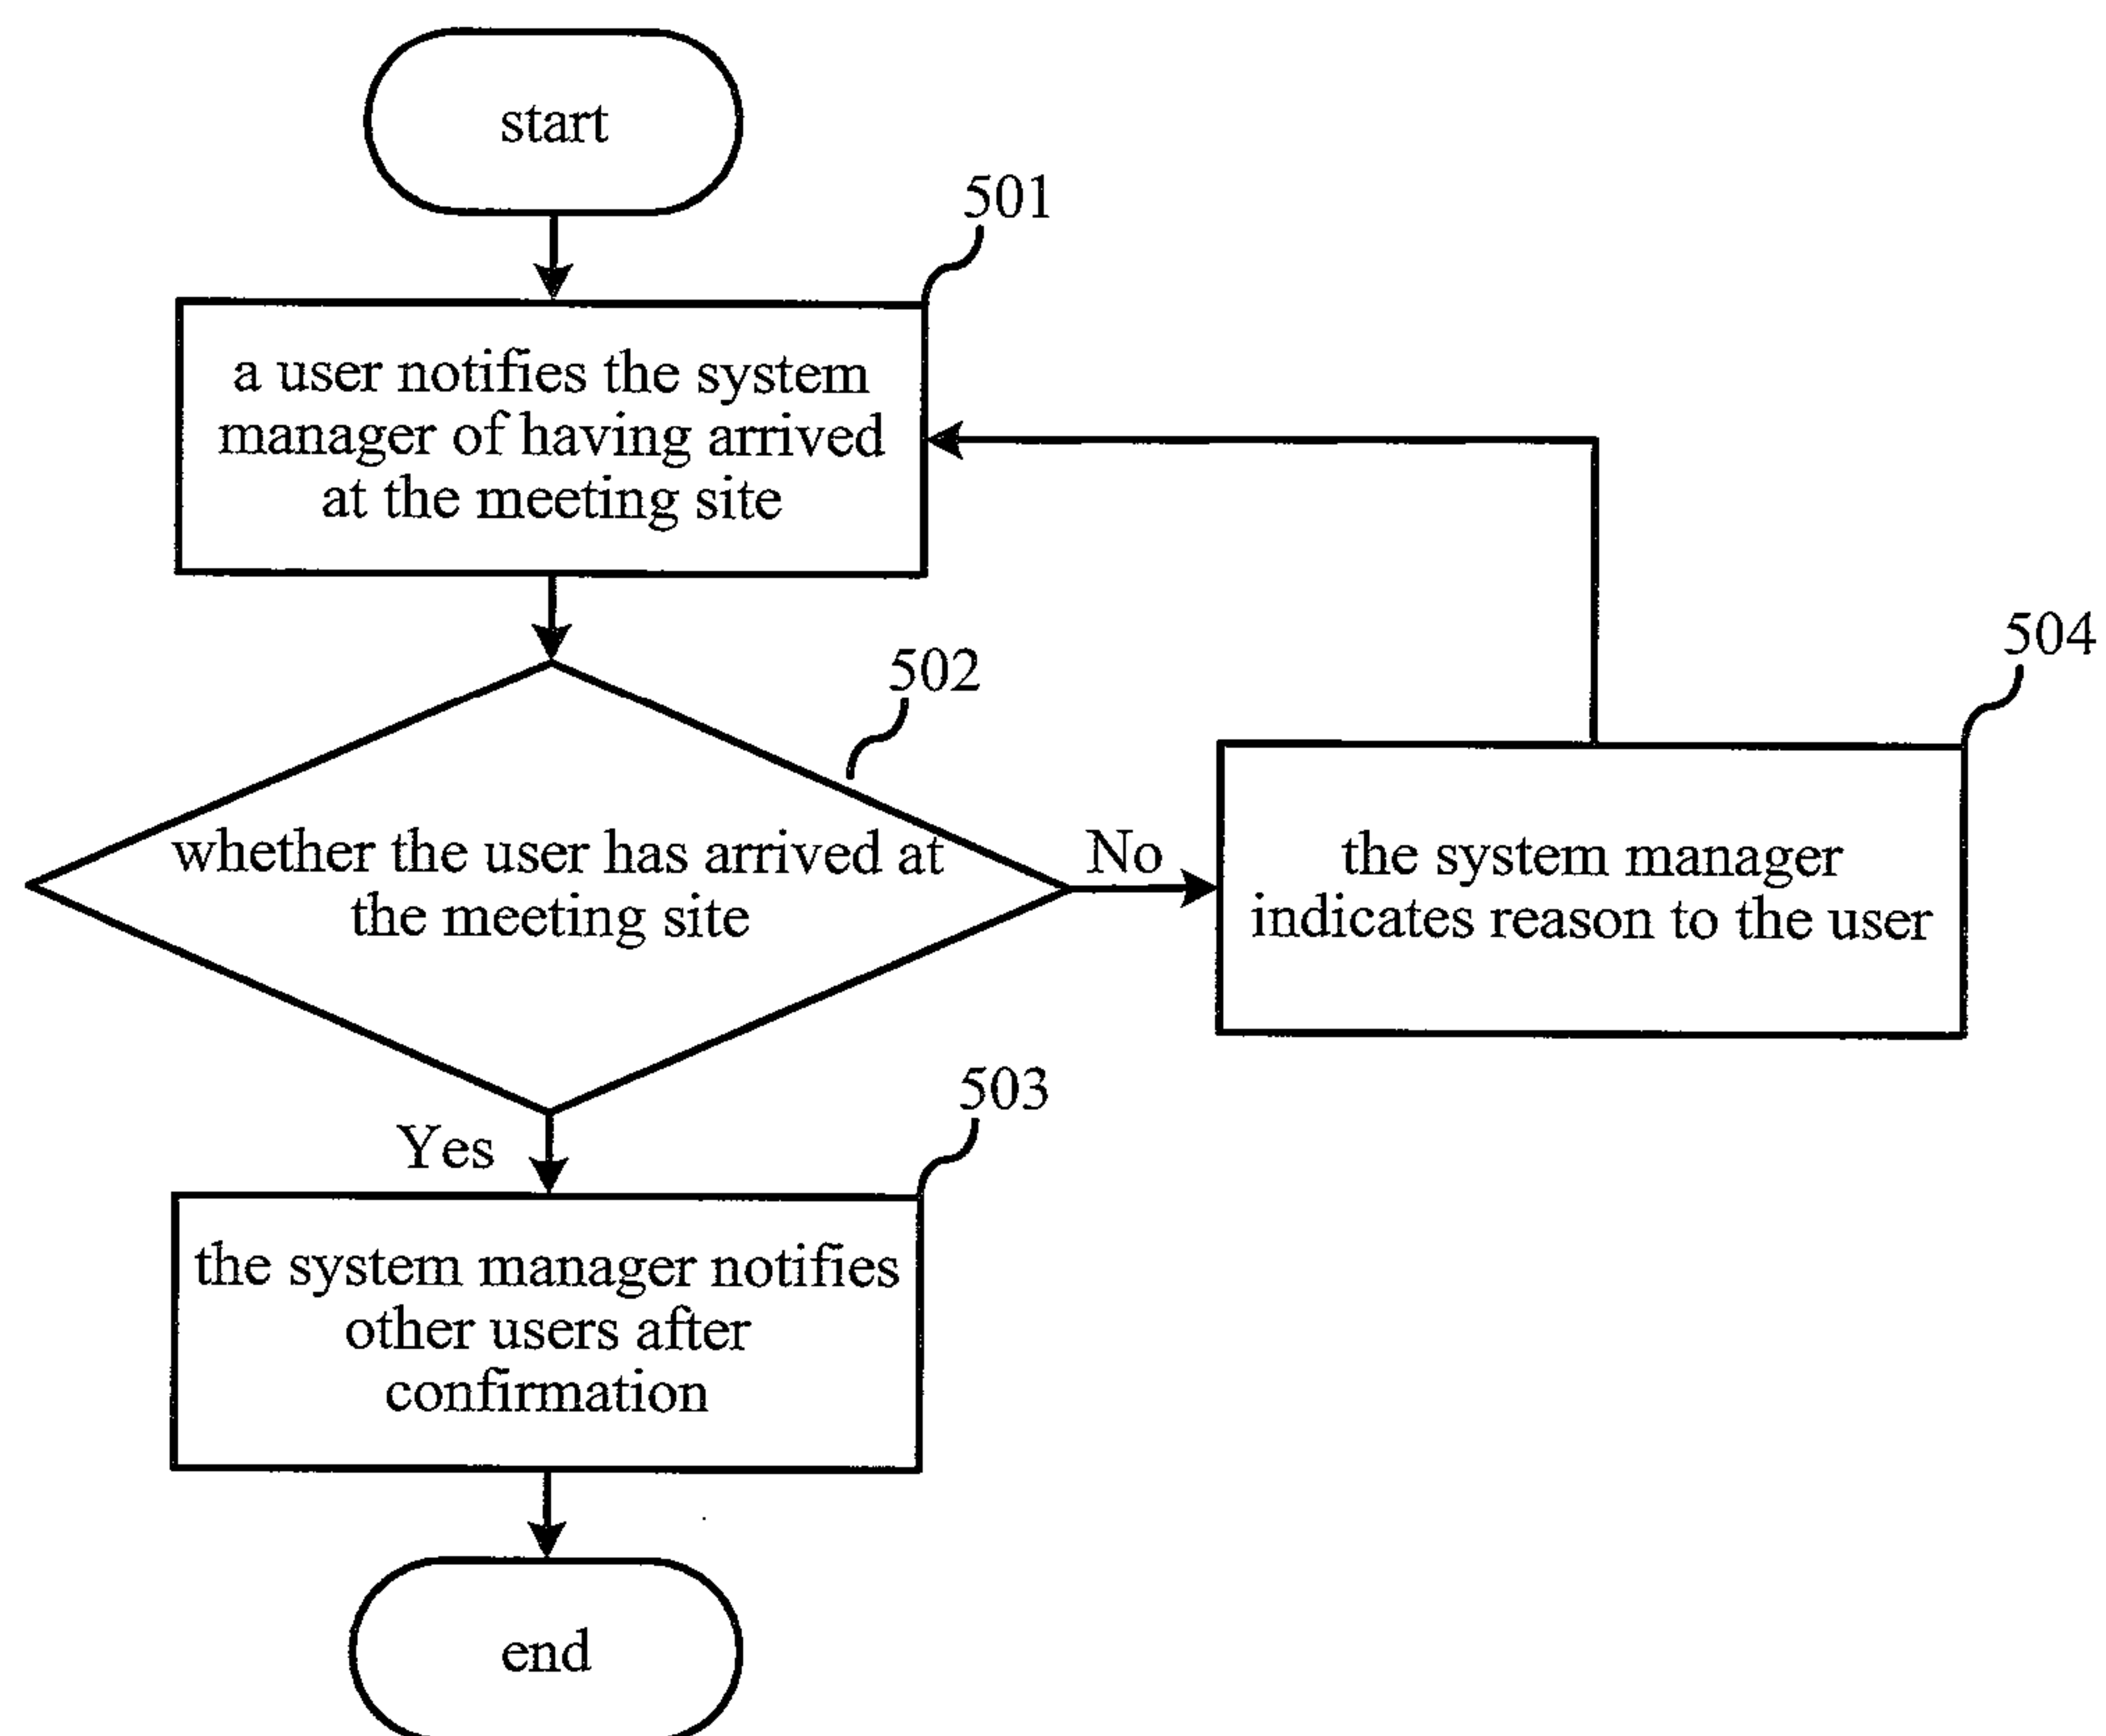 start
501
a user notifies the system
manager of having arrived
at the meeting site
502
whether the user has arrived at
the meeting site
No
504
the system manager
indicates reason to the user
Yes
503
the system manager notifies
other users after
confirmation
end